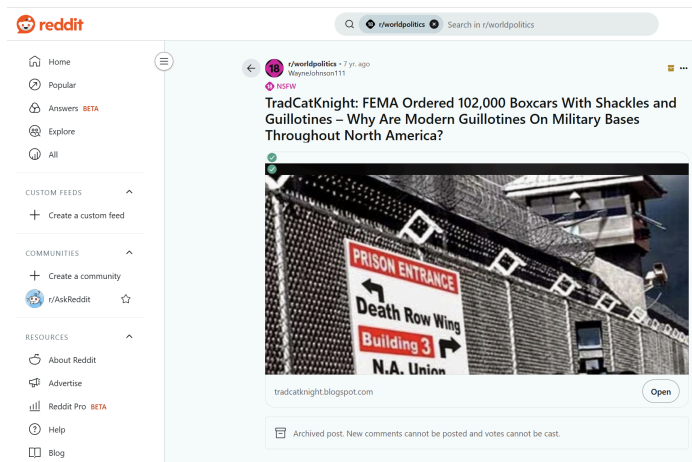 reddit
r/worldpolitics
Search in r/worldpolitics
Home
Popular
Answers BETA
Explore
All
CUSTOM FEEDS
Create a custom feed
COMMUNITIES
Create a community
r/AskReddit
RESOURCES
About Reddit
Advertise
Reddit Pro BETA
Help
Blog
18
r/worldpolitics • 7 yr. ago
WayneJohnson111
18 NSFW
TradCatKnight: FEMA Ordered 102,000 Boxcars With Shackles and
Guillotines – Why Are Modern Guillotines On Military Bases
Throughout North America?
PRISON ENTRANCE
Death Row Wing
Building 3
N.A. Union
tradcatknight.blogspot.com
Open
Archived post. New comments cannot be posted and votes cannot be cast.